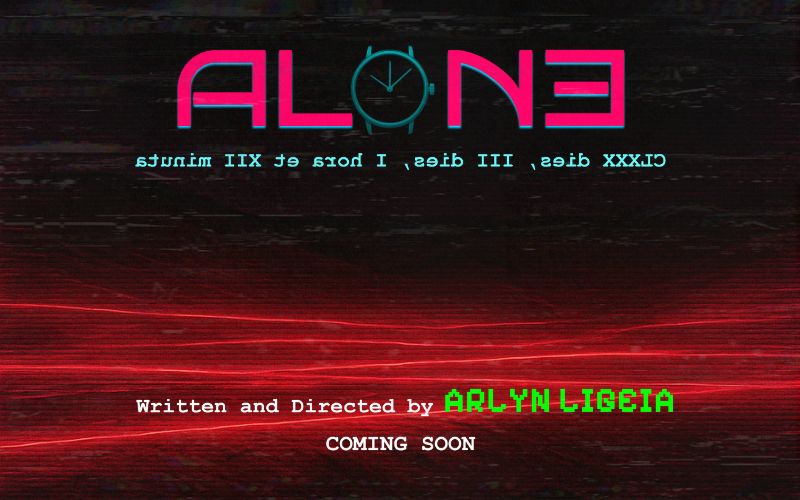 ALONE
CLXXX dies, III dies, I hora et XII minuta
Written and Directed by ARLYN LIGEIA
COMING SOON